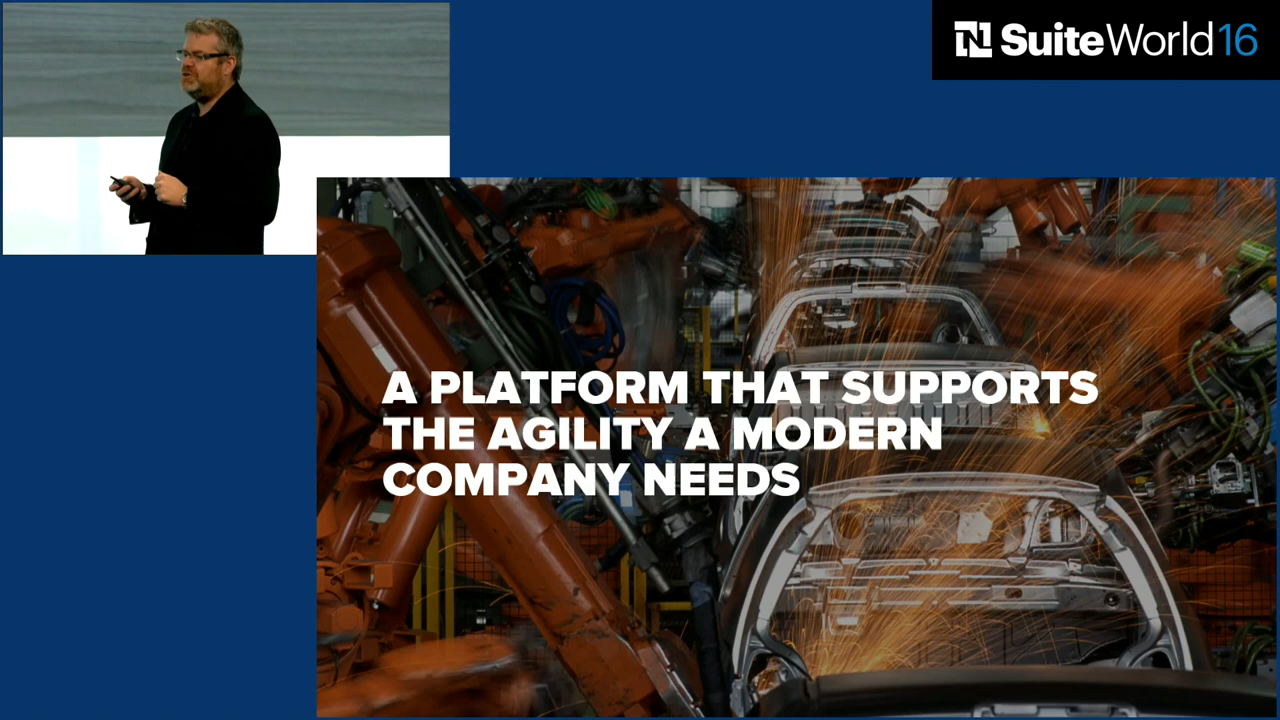 SuiteWorld16
A PLATFORM THAT SUPPORTS
THE AGILITY A MODERN
COMPANY NEEDS